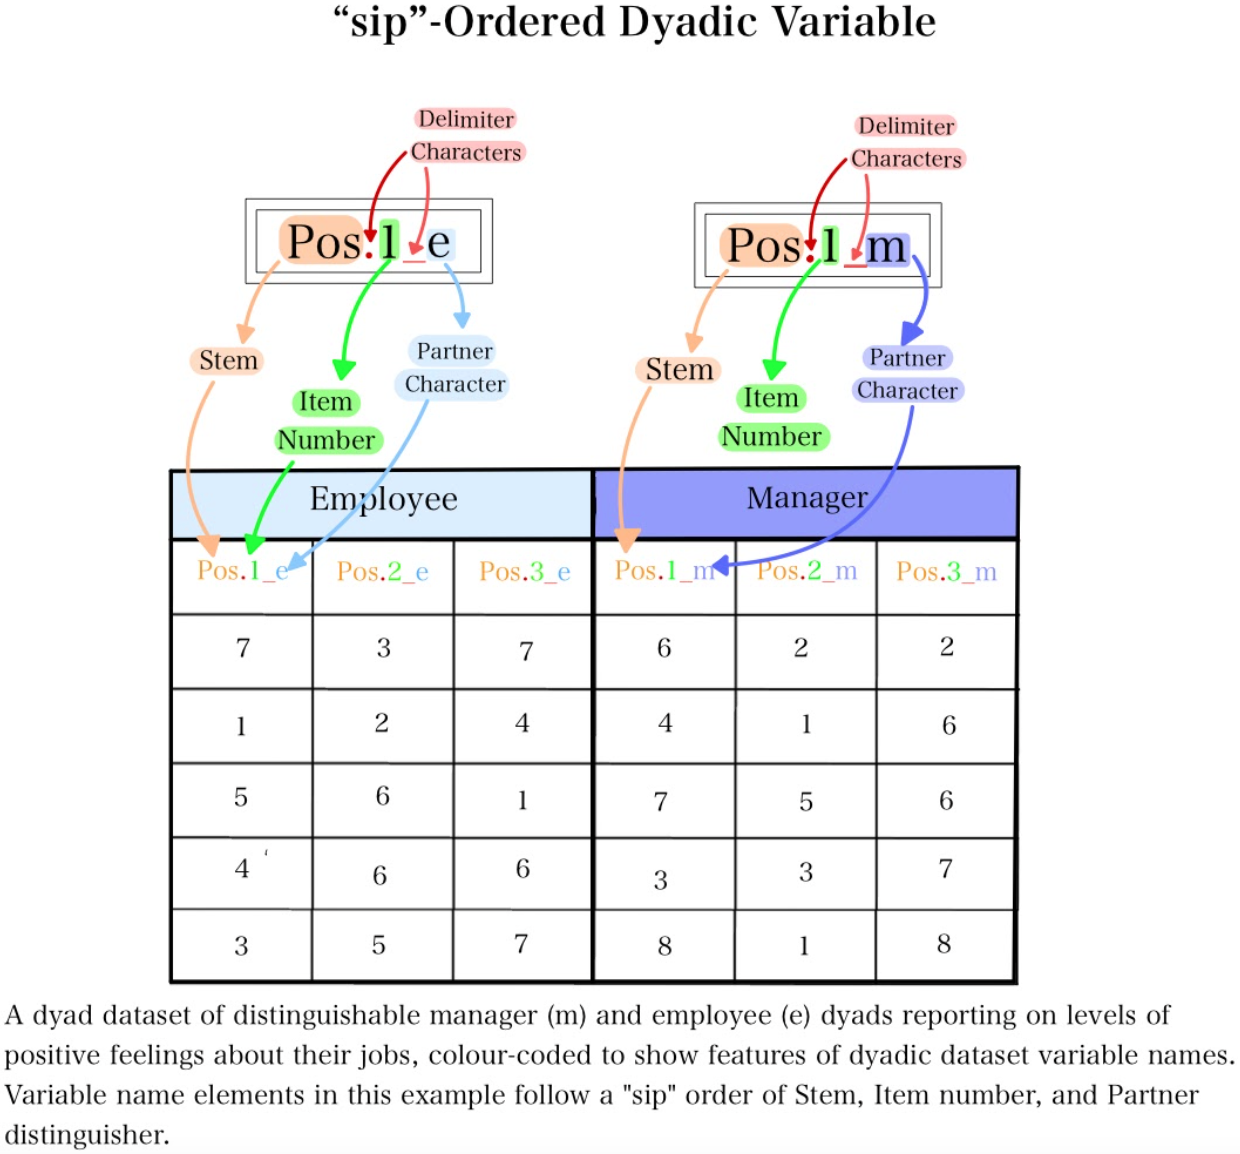 “sip”-Ordered Dyadic Variable
Delimiter
Characters
Delimiter
Characters
Pos.1_e
Pos.1_m
Stem
Partner
Character
Item
Number
Stem
Partner
Character
Item
Number
Employee Manager
Pos.1_e Pos.2_e Pos.3_e Pos.1_m Pos.2_m Pos.3_m
7 3 7 6 2 2
1 2 4 4 1 6
5 6 1 7 5 6
4 6 6 3 3 7
3 5 7 8 1 8
A dyad dataset of distinguishable manager (m) and employee (e) dyads reporting on levels of
positive feelings about their jobs, colour-coded to show features of dyadic dataset variable names.
Variable name elements in this example follow a "sip" order of Stem, Item number, and Partner
distinguisher.